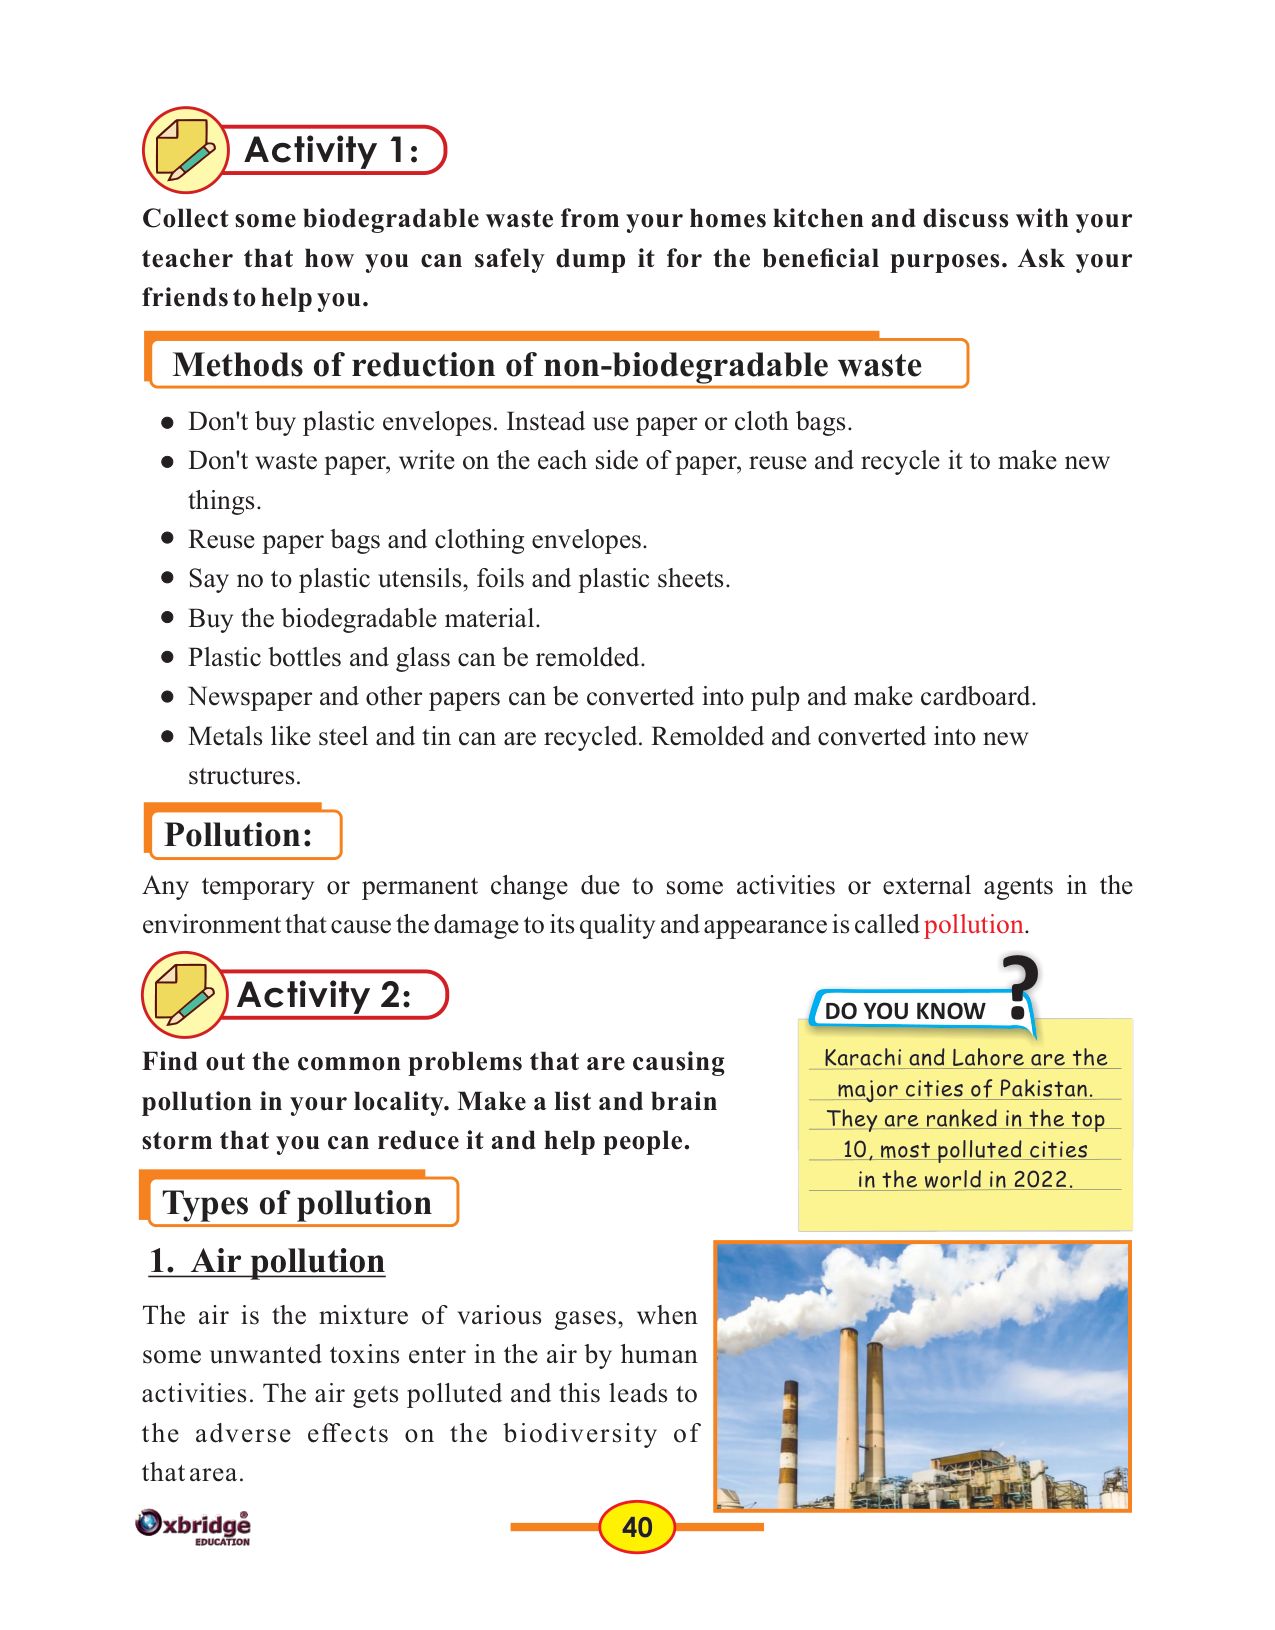 Activity 1:
Collect some biodegradable waste from your homes kitchen and discuss with your
teacher that how you can safely dump it for the beneficial purposes. Ask your
friends to help you.
Methods of reduction of non-biodegradable waste
● Don't buy plastic envelopes. Instead use paper or cloth bags.
● Don't waste paper, write on the each side of paper, reuse and recycle it to make new
things.
● Reuse paper bags and clothing envelopes.
● Say no to plastic utensils, foils and plastic sheets.
● Buy the biodegradable material.
● Plastic bottles and glass can be remolded.
● Newspaper and other papers can be converted into pulp and make cardboard.
● Metals like steel and tin can are recycled. Remolded and converted into new
structures.
Pollution:
Any temporary or permanent change due to some activities or external agents in the
environment that cause the damage to its quality and appearance is called pollution.
Activity 2:
Find out the common problems that are causing
pollution in your locality. Make a list and brain
storm that you can reduce it and help people.
DO YOU KNOW ?
Karachi and Lahore are the
major cities of Pakistan.
They are ranked in the top
10, most polluted cities
in the world in 2022.
Types of pollution
1. Air pollution
The air is the mixture of various gases, when
some unwanted toxins enter in the air by human
activities. The air gets polluted and this leads to
the adverse effects on the biodiversity of
that area.
Oxbridge®
EDUCATION
40